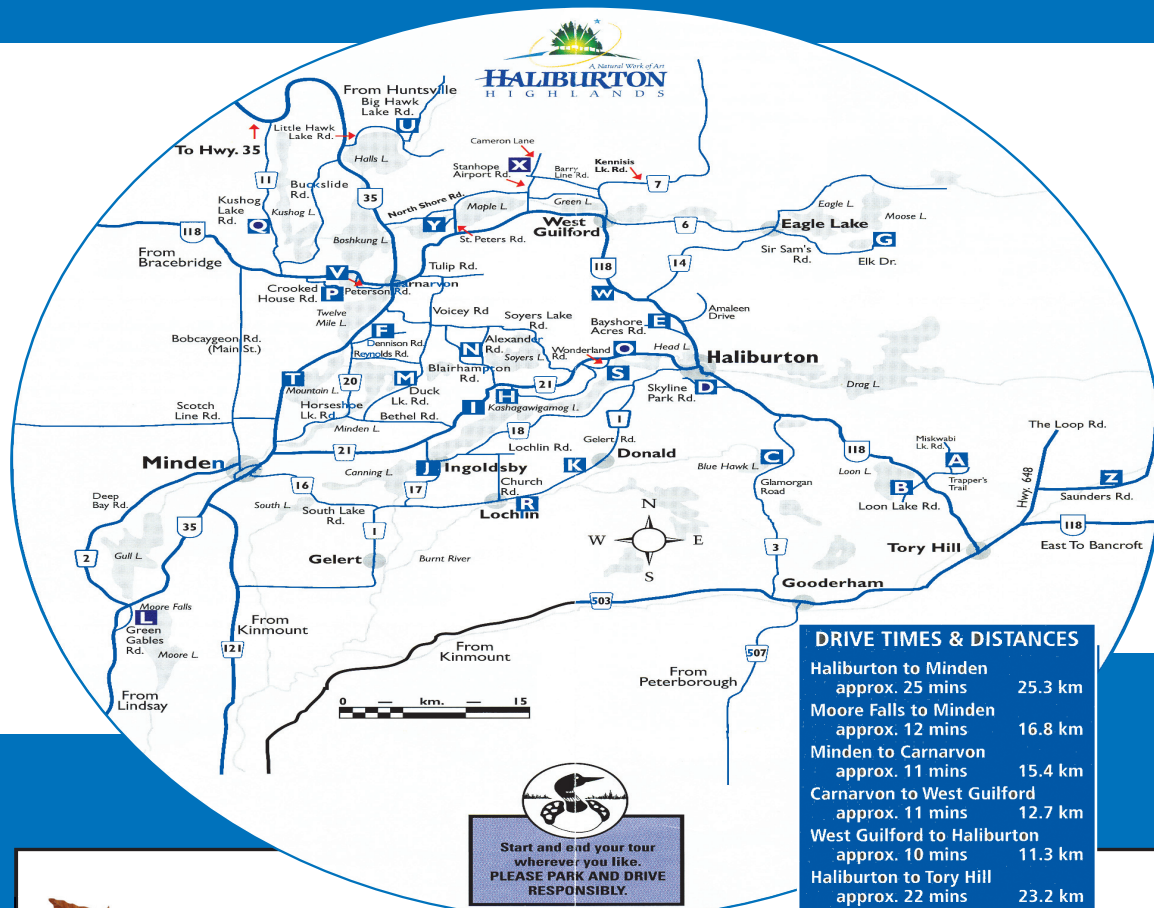 A Natural Work of Art
HALIBURTON
HIGHLANDS
From Huntsville
Big Hawk
Lake Rd.
U
Little Hawk
Lake Rd.
To Hwy. 35
Halls L.
Cameron Lane
X
Stanhope
Airport Rd.
Barry
Line Rd.
Kennisis
Lk. Rd.
7
11
Buckslide
Rd.
35
Kushog
Lake
Rd.
Kushog L.
Q
North Shore Rd.
Maple L.
Green L.
Y
St. Peters Rd.
West
Guilford
6
Eagle L.
Moose L.
Eagle Lake
G
Sir Sam's
Rd.
Elk Dr.
118
From
Bracebridge
Boshkung L.
V
Tulip Rd.
Carnarvon
Crooked
House Rd.
P
Peterson Rd.
118
14
W
Twelve
Mile L.
Voicey Rd
Soyers Lake
Rd.
Bayshore
Acres Rd.
E
Amaleen
Drive
Bobcaygeon Rd.
(Main St.)
F
Dennison Rd.
Reynolds Rd.
N
Alexander
Rd.
Soyers L.
Wonderland
Rd.
O
Head L.
Haliburton
Blairhampton
Rd.
T
Mountain L.
20
M
Duck
Lk. Rd.
21
S
Skyline
Park Rd.
D
Drag L.
H
I
Kashagawigamog L.
Scotch
Line Rd.
Horseshoe
Lk. Rd.
Bethel Rd.
Minden L.
18
1
Gelert Rd.
The Loop Rd.
21
Lochlin Rd.
118
Miskwabi
Lk. Rd.
Minden
Canning L.
J
Ingoldsby
K
Donald
Blue Hawk L.
C
Loon L.
A
Trapper's
Trail
Hwy. 648
Z
Saunders Rd.
16
17
Church
Rd.
Glamorgan
Road
B
Loon Lake Rd.
Deep
Bay Rd.
South L.
South Lake
Rd.
R
Lochlin
35
1
N
W
E
S
118
East To Bancroft
2
Gull L.
Gelert
Burnt River
3
Tory Hill
Gooderham
503
Moore Falls
L
Green
Gables
Rd.
Moore L.
From
Kinmount
121
From
Kinmount
507
From
Peterborough
From
Lindsay
0
km.
15
DRIVE TIMES & DISTANCES
Haliburton to Minden
approx. 25 mins 25.3 km
Moore Falls to Minden
approx. 12 mins 16.8 km
Minden to Carnarvon
approx. 11 mins 15.4 km
Carnarvon to West Guilford
approx. 11 mins 12.7 km
West Guilford to Haliburton
approx. 10 mins 11.3 km
Haliburton to Tory Hill
approx. 22 mins 23.2 km
Start and end your tour
wherever you like.
PLEASE PARK AND DRIVE
RESPONSIBLY.